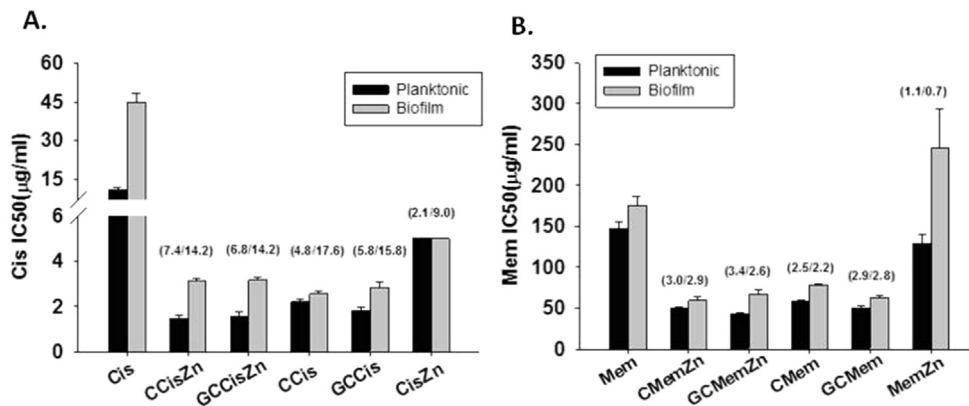 A.
Cis IC50(µg/ml)
60
45
30
15
6
4
2
0
Planktonic
Biofilm
(7.4/14.2)
(6.8/14.2)
(4.8/17.6)
(5.8/15.8)
(2.1/9.0)
Cis
CCisZn
GCCisZn
CCis
GCCis
CisZn
B.
Mem IC50(µg/ml)
350
300
250
200
150
100
50
0
Planktonic
Biofilm
(3.0/2.9)
(3.4/2.6)
(2.5/2.2)
(2.9/2.8)
(1.1/0.7)
Mem
CMemZn
GCMemZn
CMem
GCMem
MemZn